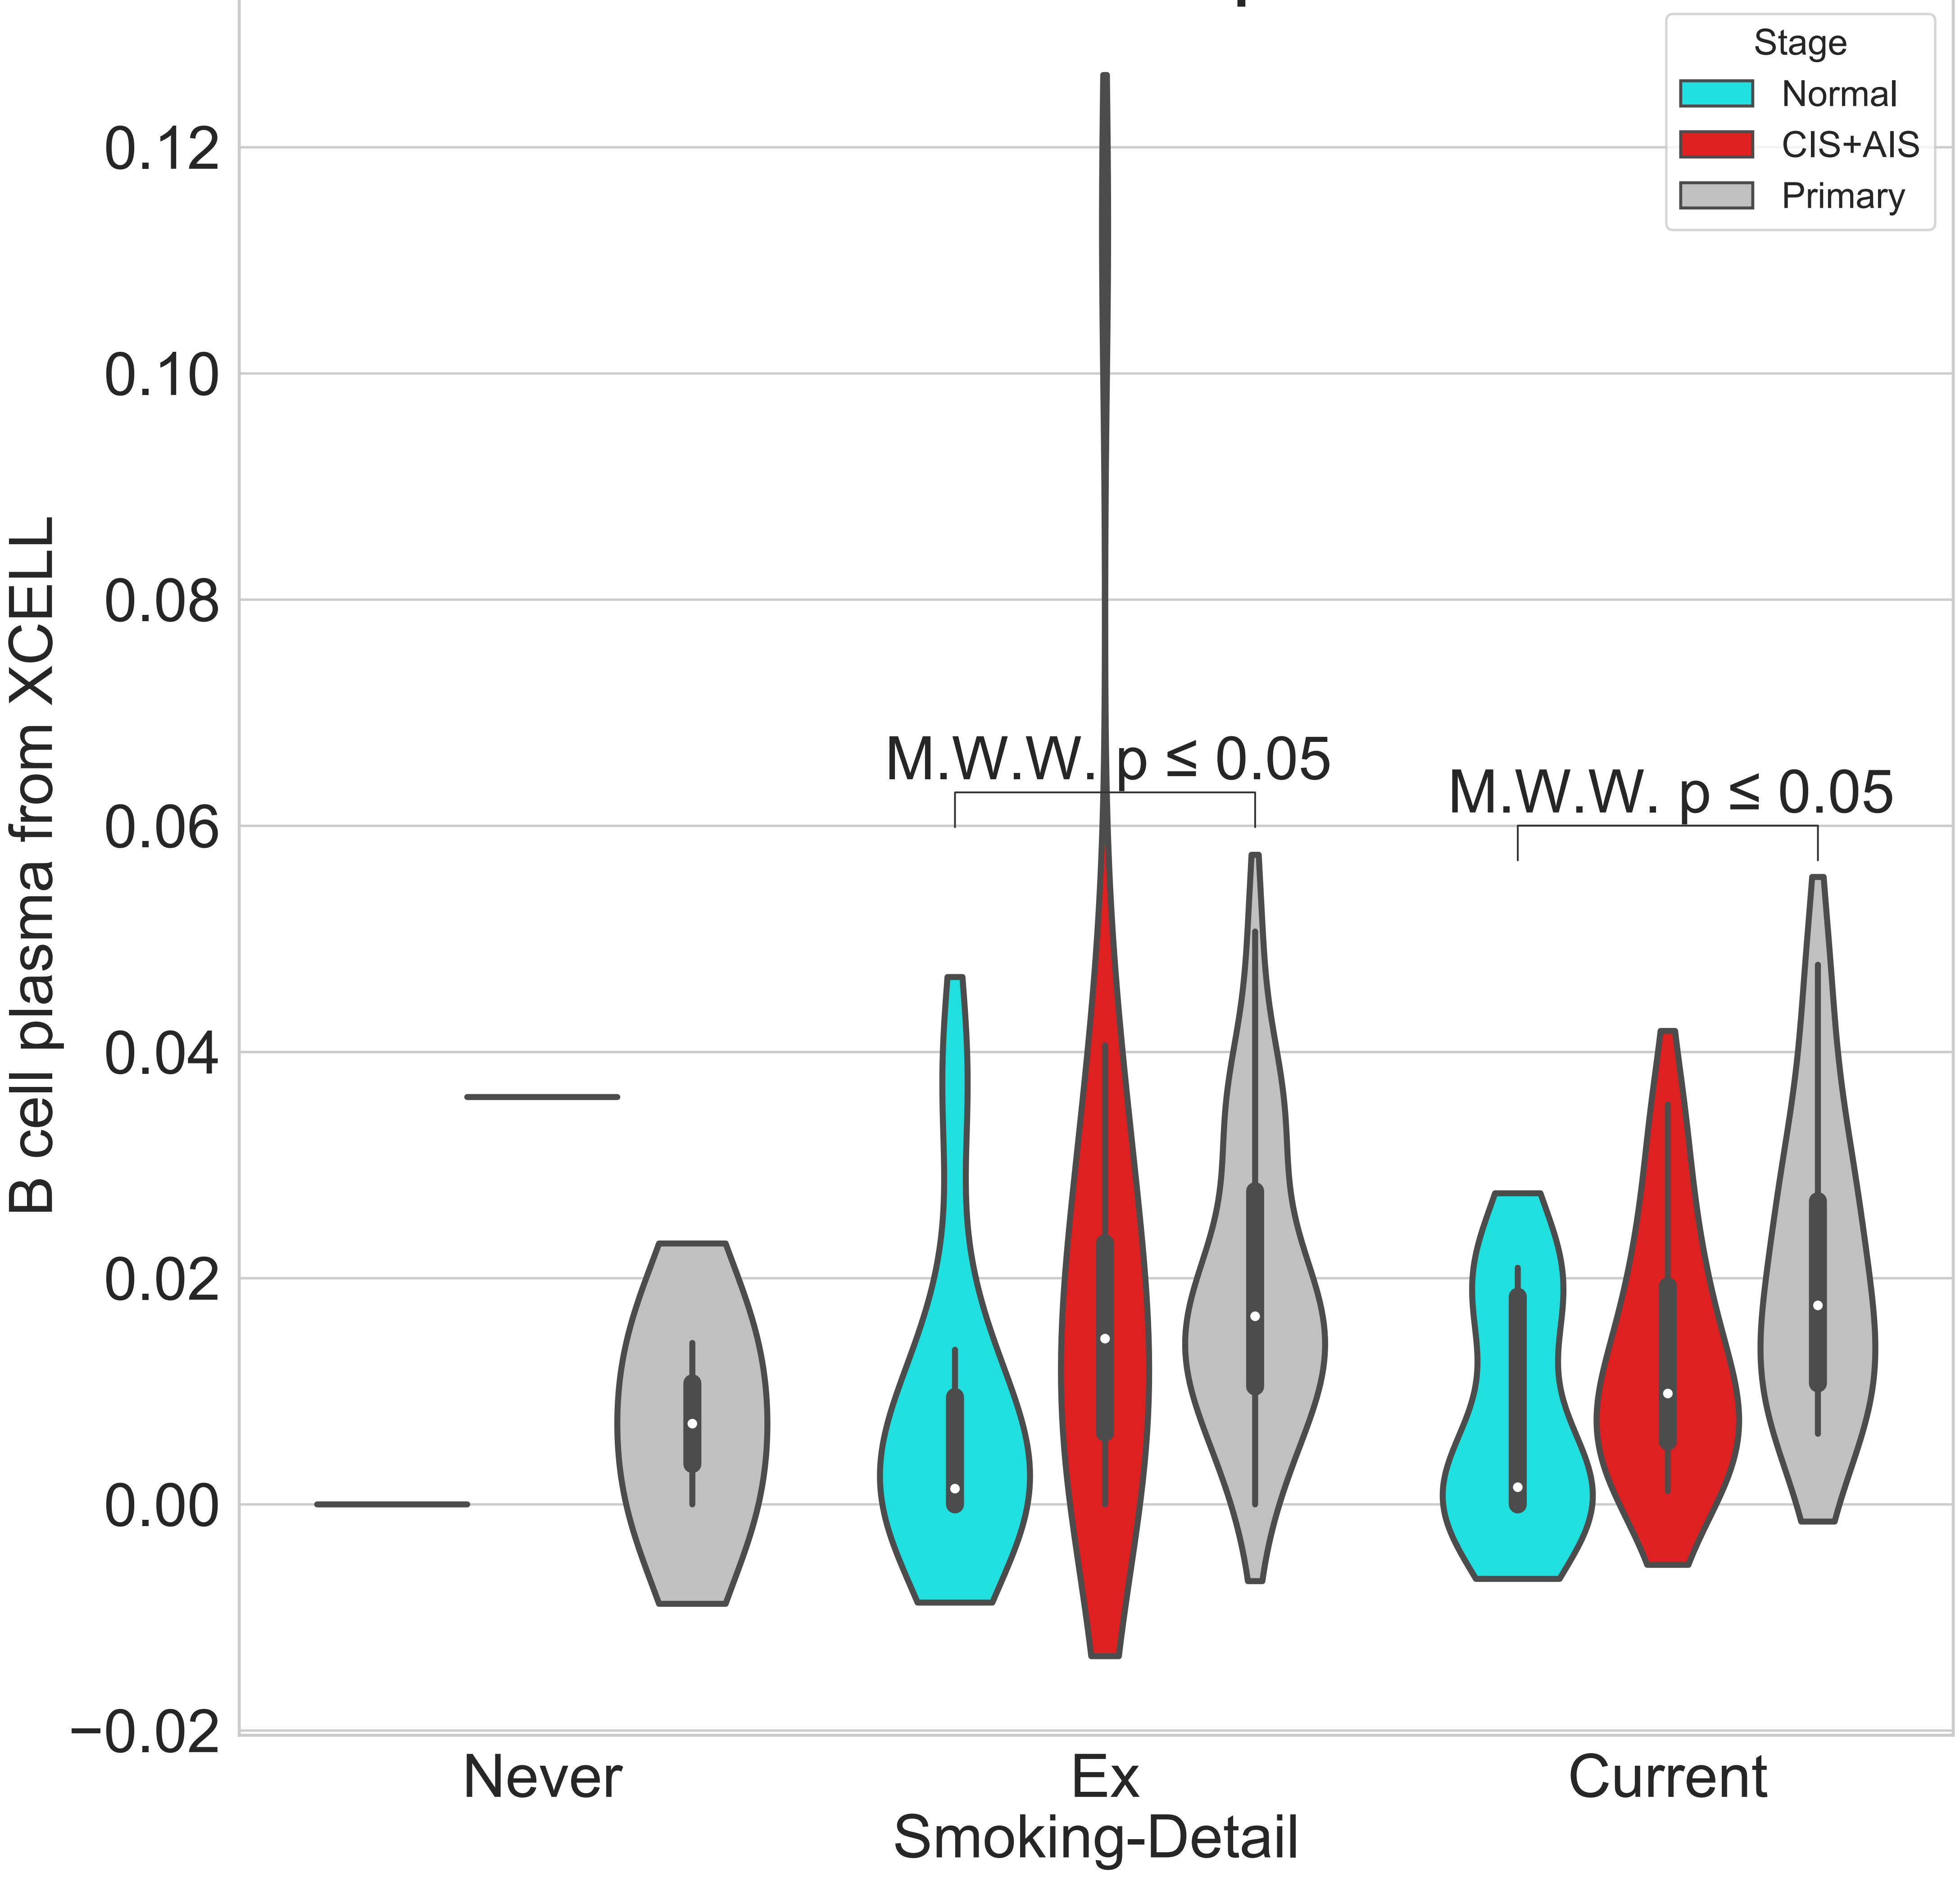 Stage
Normal
CIS+AIS
Primary
0.12
0.10
0.08
0.06
0.04
0.02
0.00
−0.02
B cell plasma from XCELL
M.W.W. p ≤ 0.05
M.W.W. p ≤ 0.05
Never
Ex
Current
Smoking-Detail